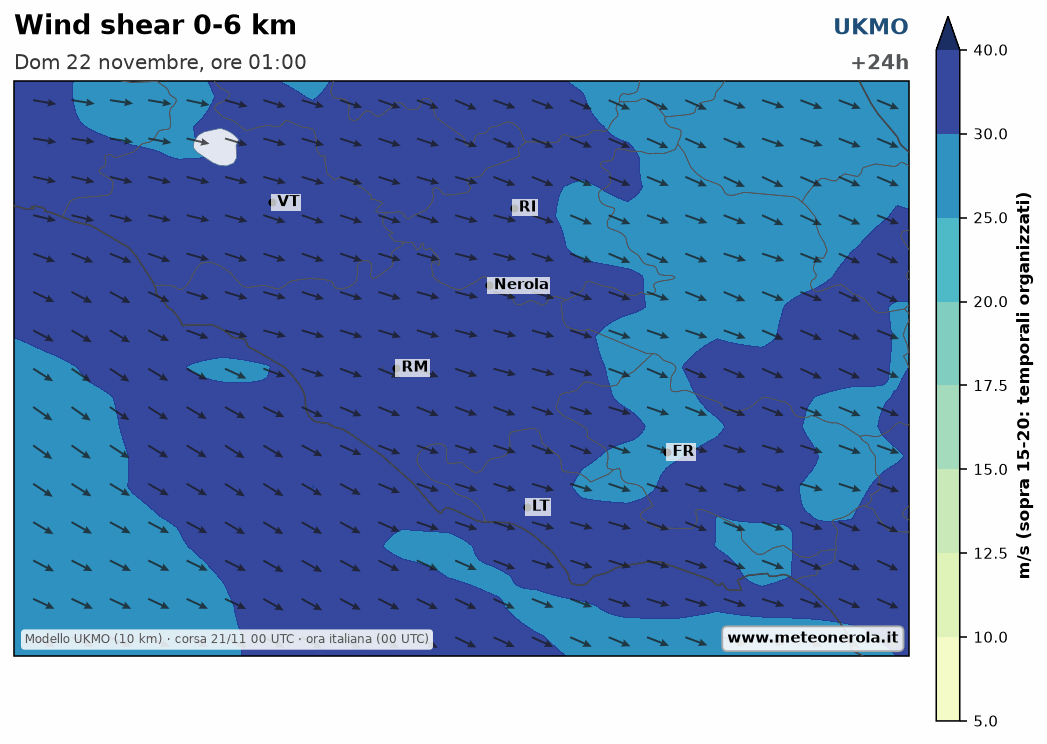 Wind shear 0-6 km
UKMO
Dom 22 novembre, ore 01:00
+24h
40.0
30.0
25.0
20.0
17.5
15.0
12.5
10.0
5.0
m/s (sopra 15-20: temporali organizzati)
VT
RI
Nerola
RM
FR
LT
Modello UKMO (10 km) · corsa 21/11 00 UTC · ora italiana (00 UTC)
www.meteonerola.it